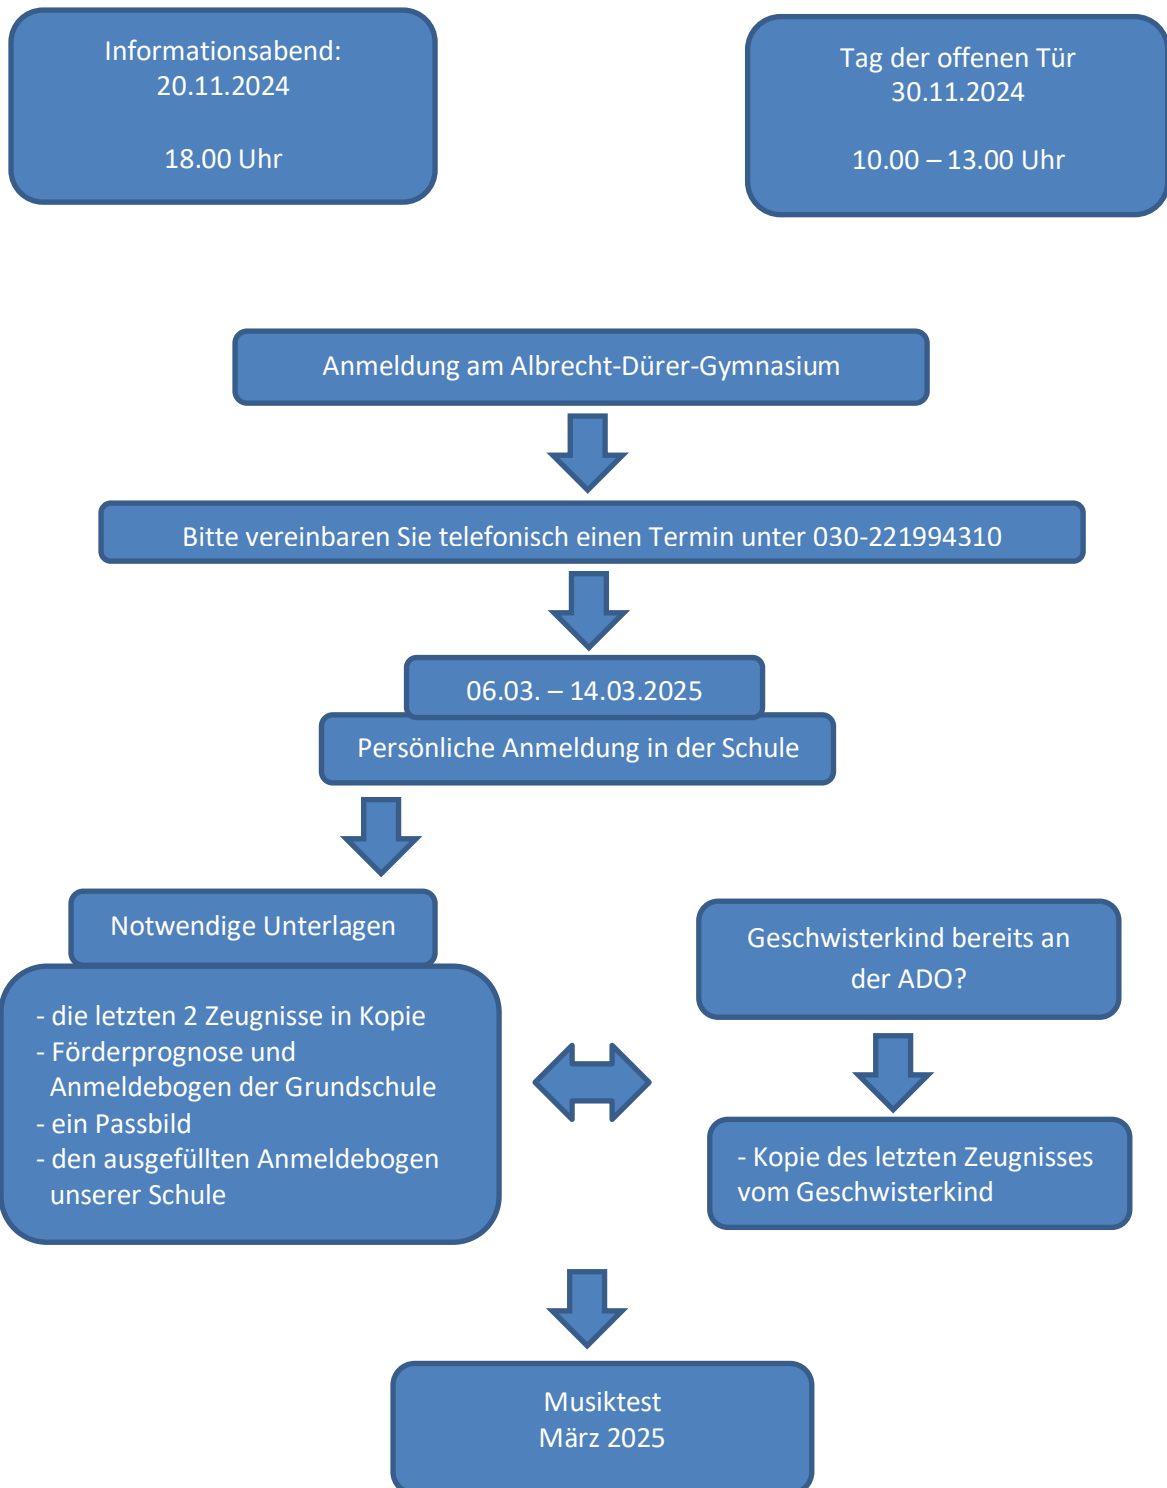 Informationsabend:
20.11.2024
18.00 Uhr
Tag der offenen Tür
30.11.2024
10.00 – 13.00 Uhr
Anmeldung am Albrecht-Dürer-Gymnasium
Bitte vereinbaren Sie telefonisch einen Termin unter 030-221994310
06.03. – 14.03.2025
Persönliche Anmeldung in der Schule
Notwendige Unterlagen
- die letzten 2 Zeugnisse in Kopie
- Förderprognose und
Anmeldebogen der Grundschule
- ein Passbild
- den ausgefüllten Anmeldebogen
unserer Schule
Geschwisterkind bereits an
der ADO?
- Kopie des letzten Zeugnisses
vom Geschwisterkind
Musiktest
März 2025